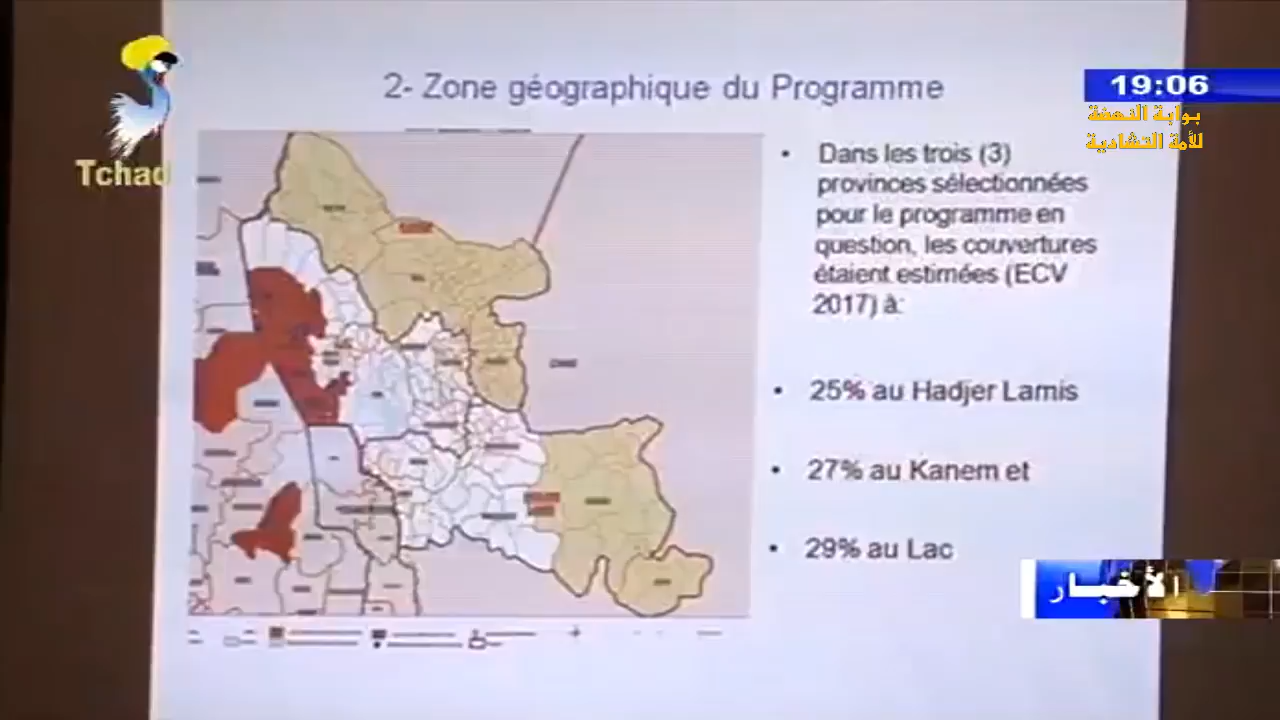 2- Zone géographique du Programme
19:06
بوابة النهضة
للأمة التشادية
Tchad
Dans les trois (3)
provinces sélectionnées
pour le programme en
question, les couvertures
étaient estimées (ECV
2017) à:
25% au Hadjer Lamis
27% au Kanem et
29% au Lac
الأخبار